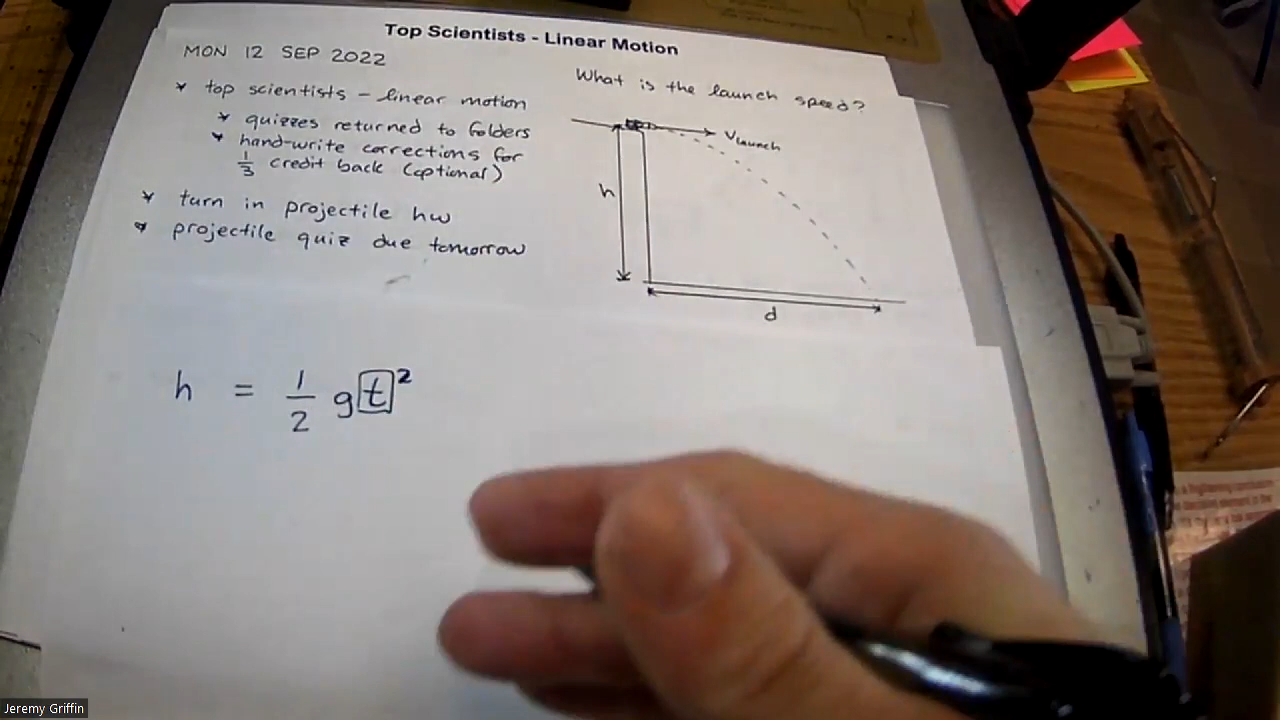 Top Scientists - Linear Motion
MON 12 SEP 2022
* top scientists - linear motion
* quizzes returned to folders
* hand-write corrections for
1/3 credit back (optional)
* turn in projectile hw
* projectile quiz due tomorrow
What is the launch speed?
Vlaunch
h
d
h = 1/2 gt²
Jeremy Griffin